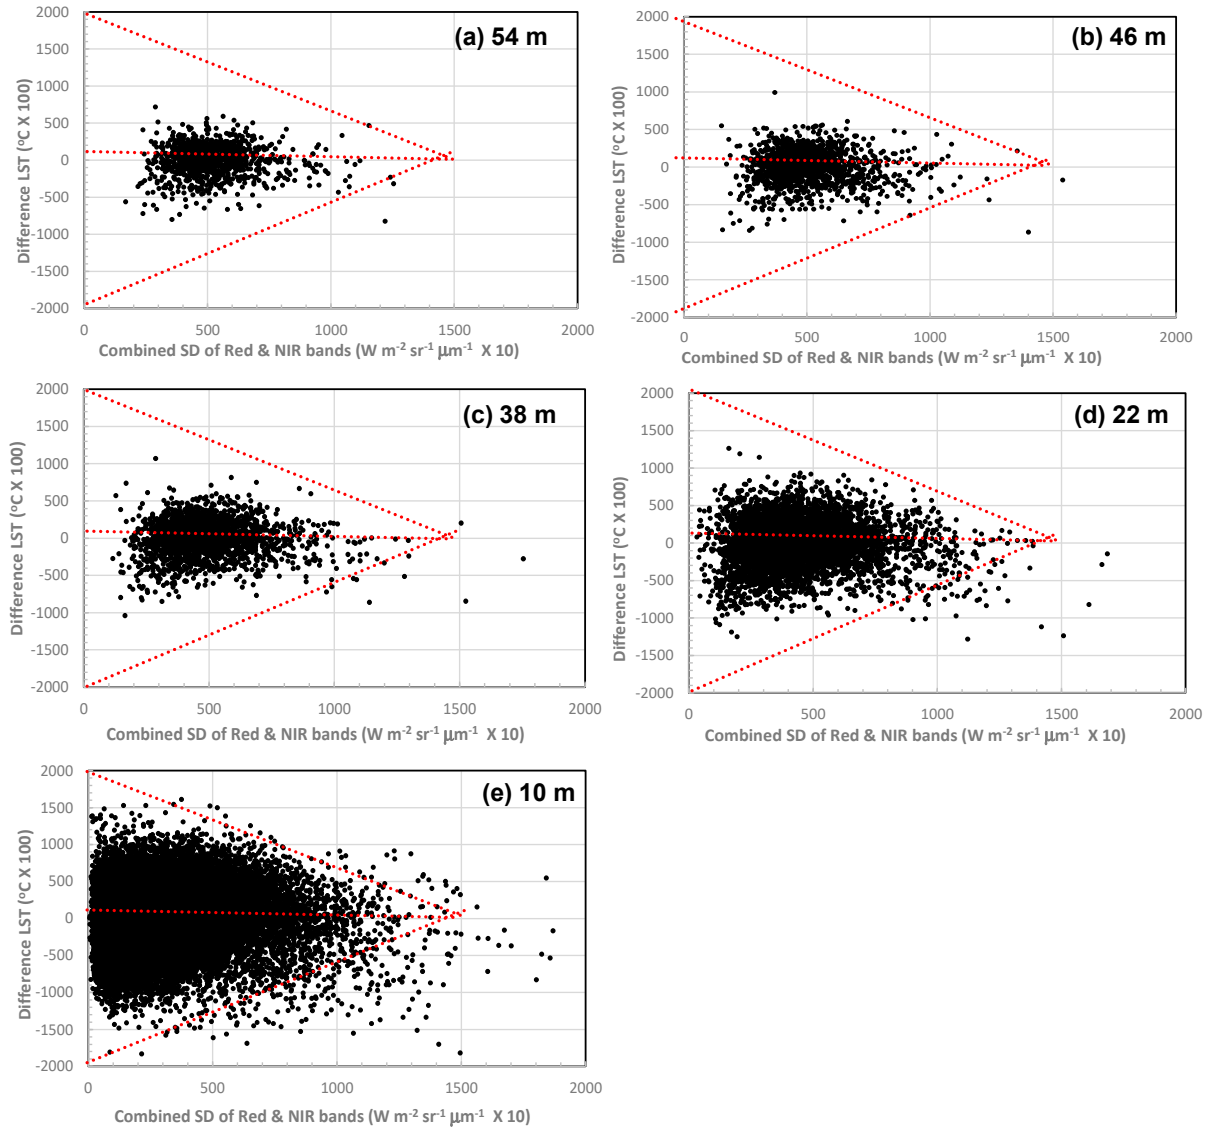 (a) 54 m
Difference LST (°C X 100)
2000
1500
1000
500
0
-500
-1000
-1500
-2000
0 500 1000 1500 2000
Combined SD of Red & NIR bands (W m⁻² sr⁻¹ μm⁻¹ X 10)
(b) 46 m
Difference LST (°C X 100)
2000
1500
1000
500
0
-500
-1000
-1500
-2000
0 500 1000 1500 2000
Combined SD of Red & NIR bands (W m⁻² sr⁻¹ μm⁻¹ X 10)
(c) 38 m
Difference LST (°C X 100)
2000
1500
1000
500
0
-500
-1000
-1500
-2000
0 500 1000 1500 2000
Combined SD of Red & NIR bands (W m⁻² sr⁻¹ μm⁻¹ X 10)
(d) 22 m
Difference LST (°C X 100)
2000
1500
1000
500
0
-500
-1000
-1500
-2000
0 500 1000 1500 2000
Combined SD of Red & NIR bands (W m⁻² sr⁻¹ μm⁻¹ X 10)
(e) 10 m
Difference LST (°C X 100)
2000
1500
1000
500
0
-500
-1000
-1500
-2000
0 500 1000 1500 2000
Combined SD of Red & NIR bands (W m⁻² sr⁻¹ μm⁻¹ X 10)